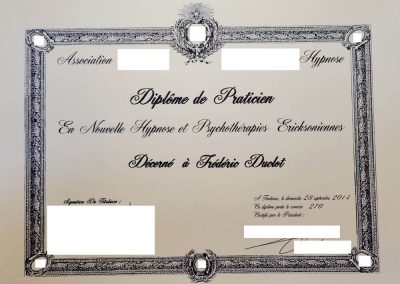 Association Hypnose
Diplôme de Praticien
En Nouvelle Hypnose et Psychothérapies Ericksoniennes
Décerné à Frédéric Duclot
Signature Du Titulaire :
A Toulouse, le dimanche 28 septembre 2014
Ce diplôme porte le numéro 270
Certifié par le Président :